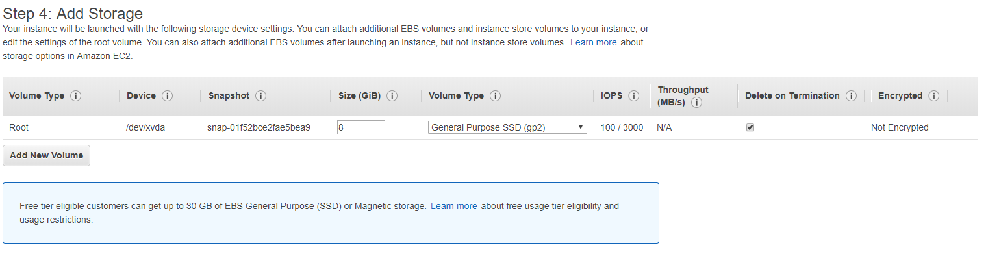 Step 4: Add Storage
Your instance will be launched with the following storage device settings. You can attach additional EBS volumes and instance store volumes to your instance, or
edit the settings of the root volume. You can also attach additional EBS volumes after launching an instance, but not instance store volumes. Learn more about
storage options in Amazon EC2.
Volume Type Device Snapshot Size (GiB) Volume Type IOPS Throughput (MB/s) Delete on Termination Encrypted
Root /dev/xvda snap-01f52bce2fae5bea9 8 General Purpose SSD (gp2) 100 / 3000 N/A Not Encrypted
Add New Volume
Free tier eligible customers can get up to 30 GB of EBS General Purpose (SSD) or Magnetic storage. Learn more about free usage tier eligibility and
usage restrictions.